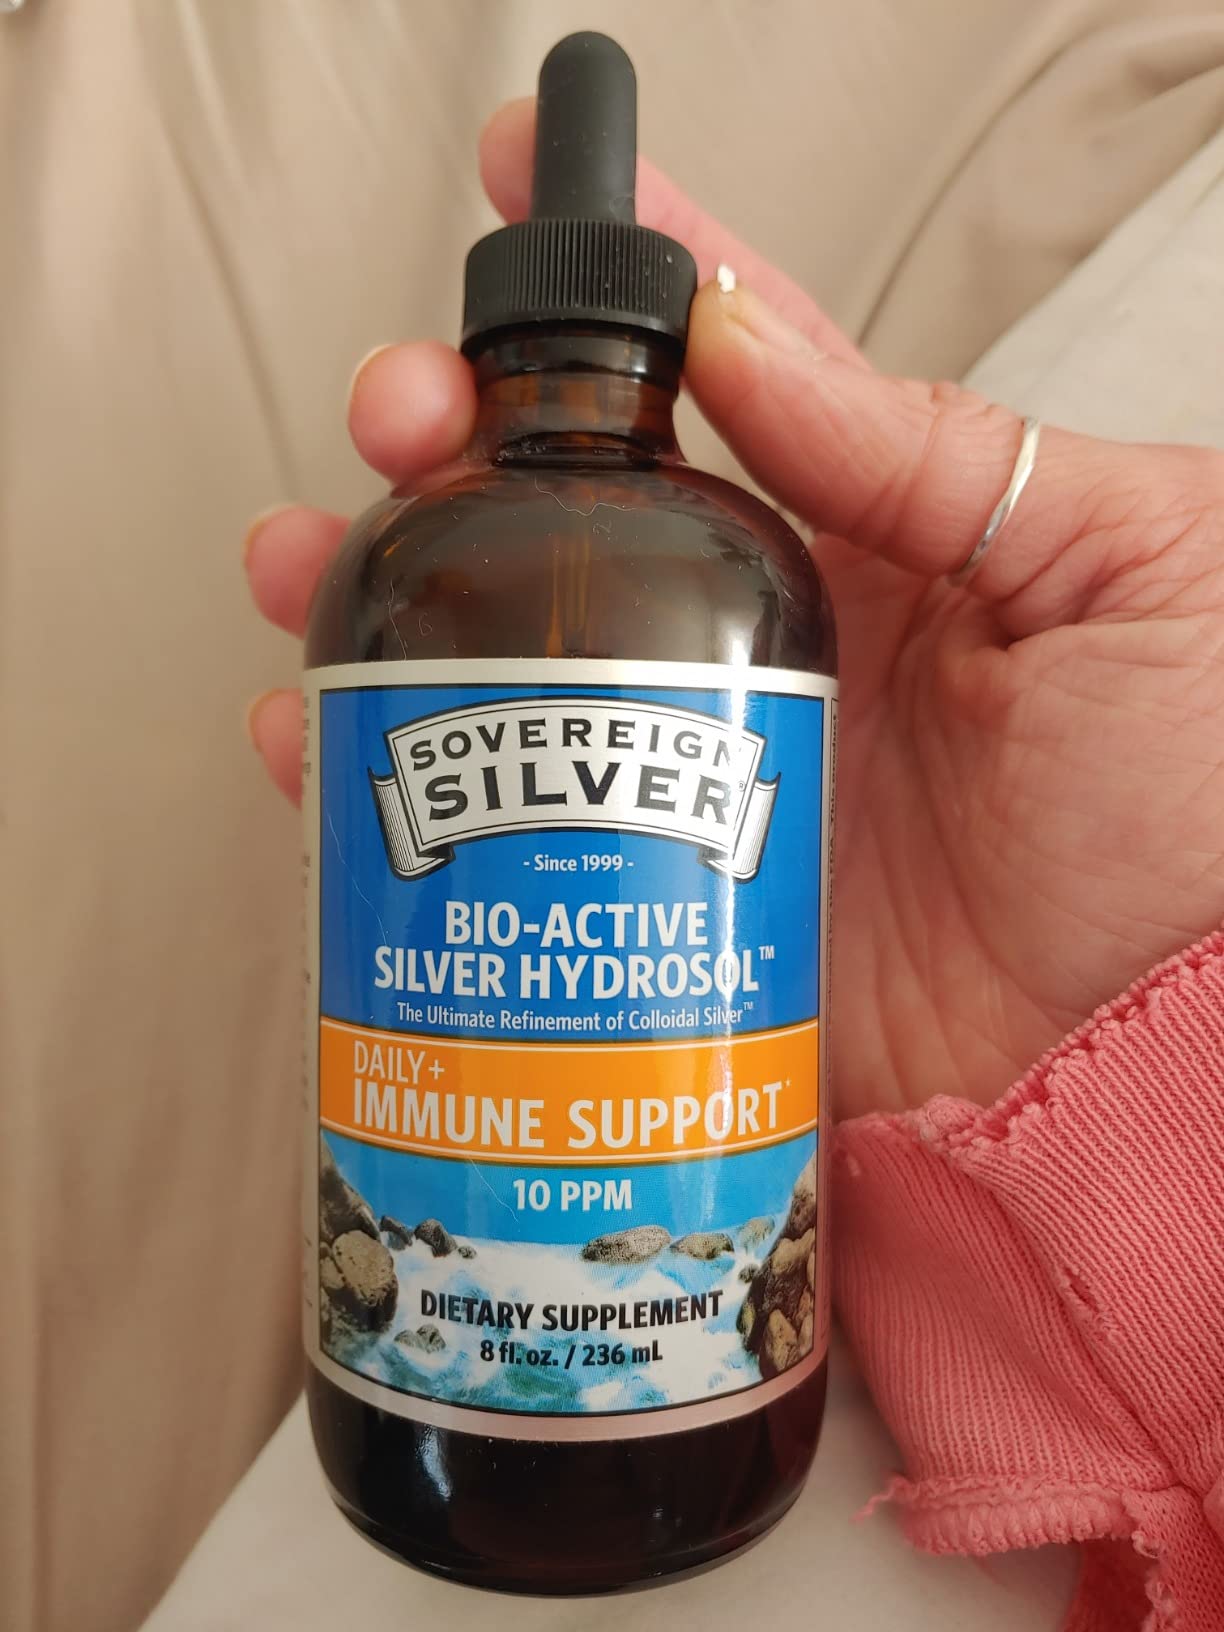 SOVEREIGN
SILVER®
- Since 1999 -
BIO-ACTIVE
SILVER HYDROSOL™
The Ultimate Refinement of Colloidal Silver™
DAILY+
IMMUNE SUPPORT*
10 PPM
DIETARY SUPPLEMENT
8 fl. oz. / 236 mL